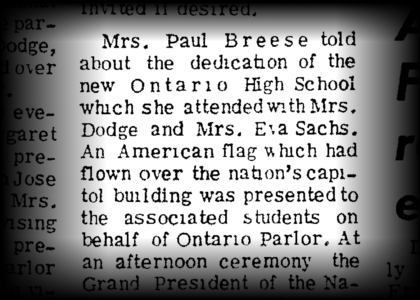 invited if desired.
Mrs. Paul Breese told
about the dedication of the
new Ontario High School
which she attended with Mrs.
Dodge and Mrs. Eva Sachs.
An American flag which had
flown over the nation's capi-
tol building was presented to
the associated students on
behalf of Ontario Parlor. At
an afternoon ceremony the
Grand President of the Na-
par-
Dodge,
over
eve-
garet
pre-
Jose
Mrs.
pre-
arlor
ly